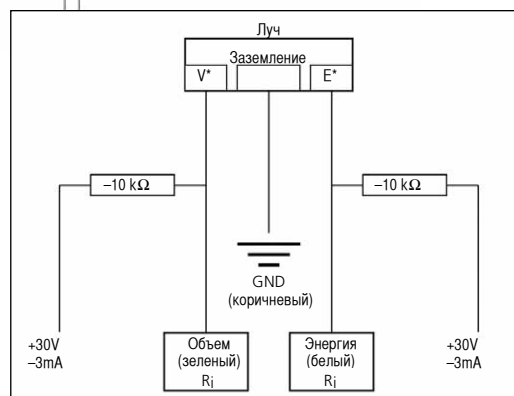 Луч
Заземление
V*
E*
–10 kΩ
–10 kΩ
GND
(коричневый)
+30V
–3mA
Объем
(зеленый)
Ri
Энергия
(белый)
Ri
+30V
–3mA